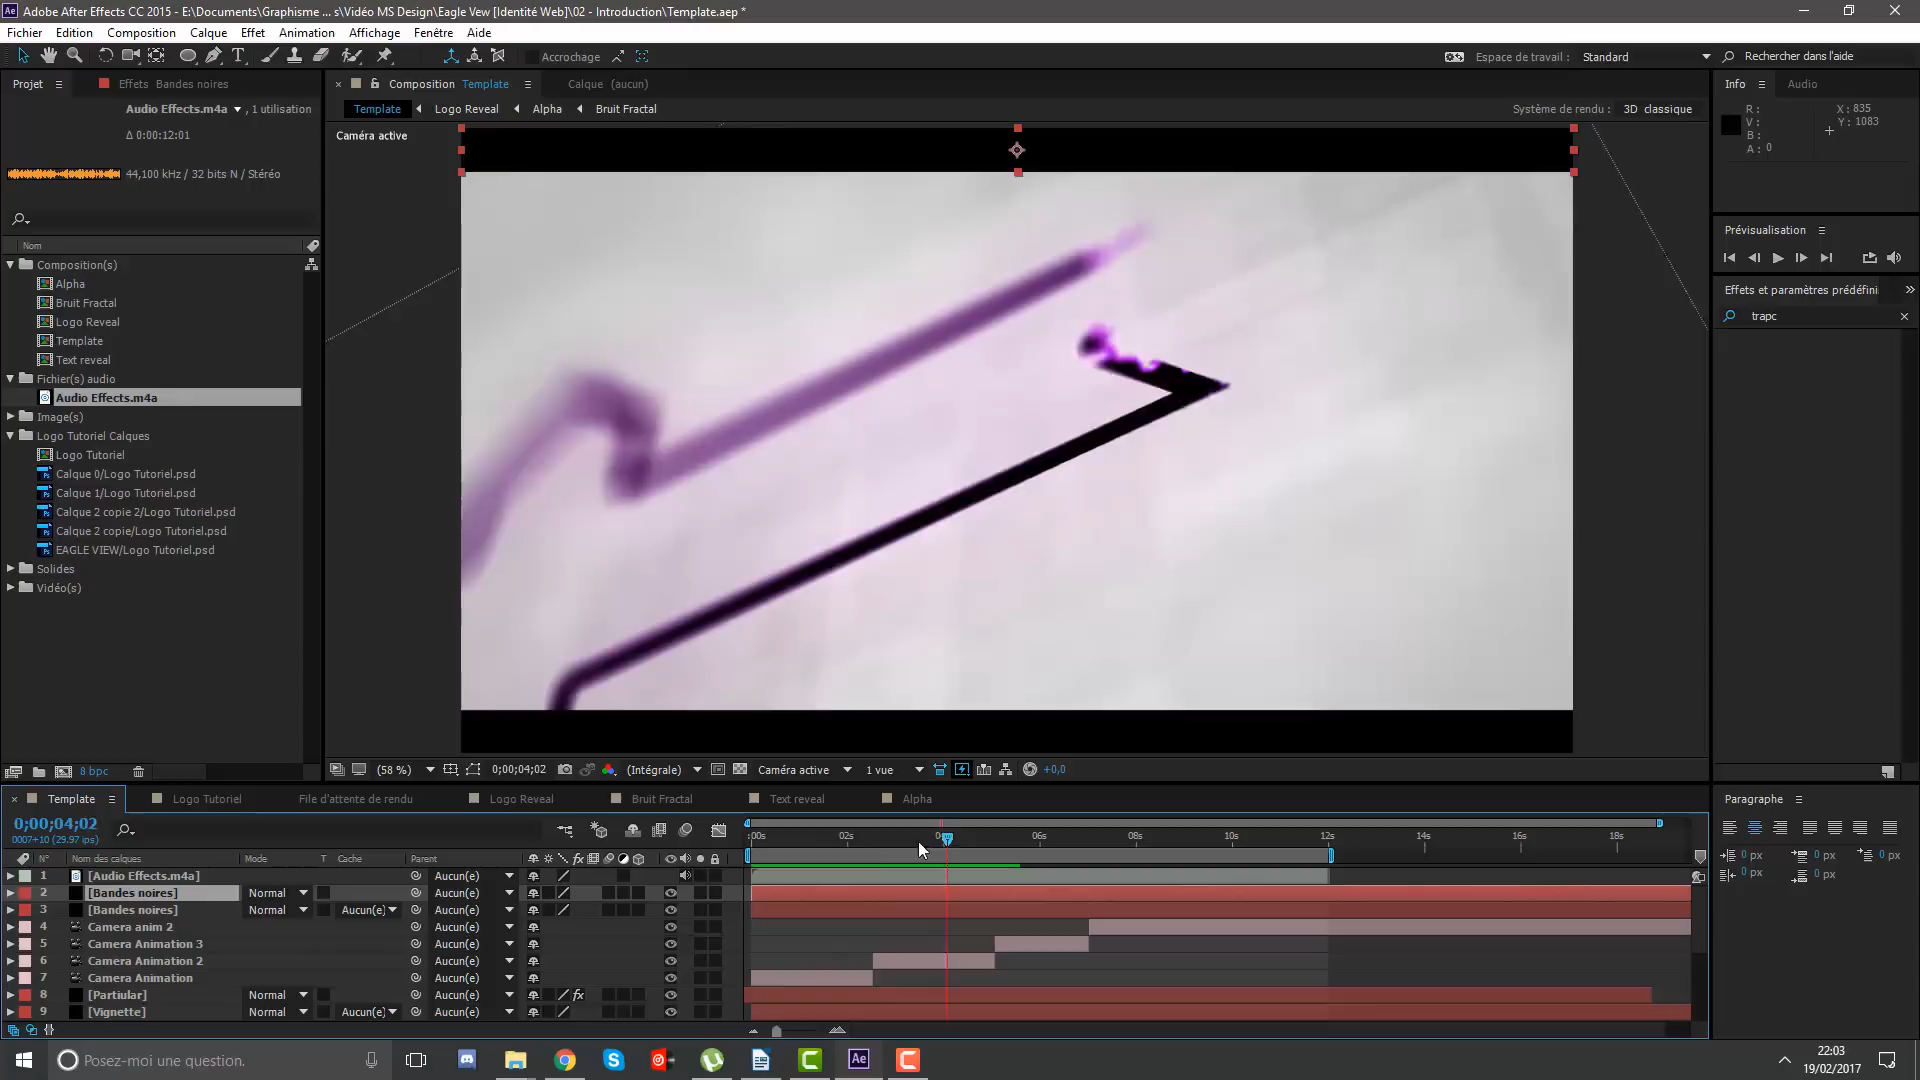 Adobe After Effects CC 2015 - E:\Documents\Graphisme ... s\Vidéo MS Design\Eagle Vew [Identité Web]\02 - Introduction\Template.aep *
Fichier Edition Composition Calque Effet Animation Affichage Fenêtre Aide
Accrochage
Espace de travail : Standard
Rechercher dans l'aide
Projet
Effets Bandes noires
Composition Template
Calque (aucun)
Info
Audio
Audio Effects.m4a , 1 utilisation
Δ 0:00:12:01
44,100 kHz / 32 bits N / Stéréo
Template Logo Reveal Alpha Bruit Fractal
Système de rendu : 3D classique
Caméra active
R :
V :
B :
A : 0
X : 835
Y : 1083
Nom
Composition(s)
Alpha
Bruit Fractal
Logo Reveal
Template
Text reveal
Fichier(s) audio
Audio Effects.m4a
Image(s)
Logo Tutoriel Calques
Logo Tutoriel
Calque 0/Logo Tutoriel.psd
Calque 1/Logo Tutoriel.psd
Calque 2 copie 2/Logo Tutoriel.psd
Calque 2 copie/Logo Tutoriel.psd
EAGLE VIEW/Logo Tutoriel.psd
Solides
Vidéo(s)
Prévisualisation
Effets et paramètres prédéfini
trapc
8 bpc
(58 %) 0;00;04;02 (Intégrale) Caméra active 1 vue +0,0
Template Logo Tutoriel File d'attente de rendu Logo Reveal Bruit Fractal Text reveal Alpha
Paragraphe
0;00;04;02
0007+10 (29.97 ips)
:00s 02s 04 06s 08s 10s 12s 14s 16s 18s
0 px 0 px 0 px
0 px 0 px
N° Nom des calques Mode T Cache Parent
1 [Audio Effects.m4a] Aucun(e)
2 [Bandes noires] Normal Aucun(e)
3 [Bandes noires] Normal Aucun(e) Aucun(e)
4 Camera anim 2 Aucun(e)
5 Camera Animation 3 Aucun(e)
6 Camera Animation 2 Aucun(e)
7 Camera Animation Aucun(e)
8 [Partiular] Normal Aucun(e) fx
9 [Vignette] Normal Aucun(e) Aucun(e)
Posez-moi une question.
22:03
19/02/2017